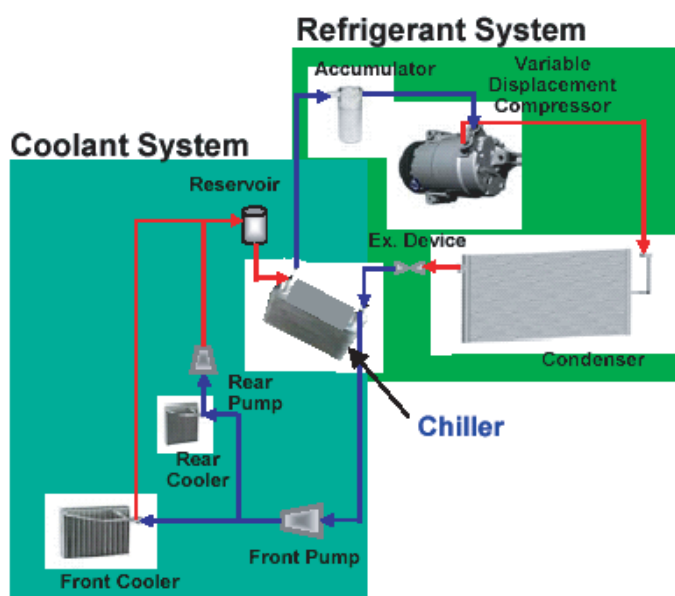 Refrigerant System
Accumulator
Variable
Displacement
Compressor
Coolant System
Reservoir
Ex. Device
Condenser
Rear
Pump
Chiller
Rear
Cooler
Front Pump
Front Cooler